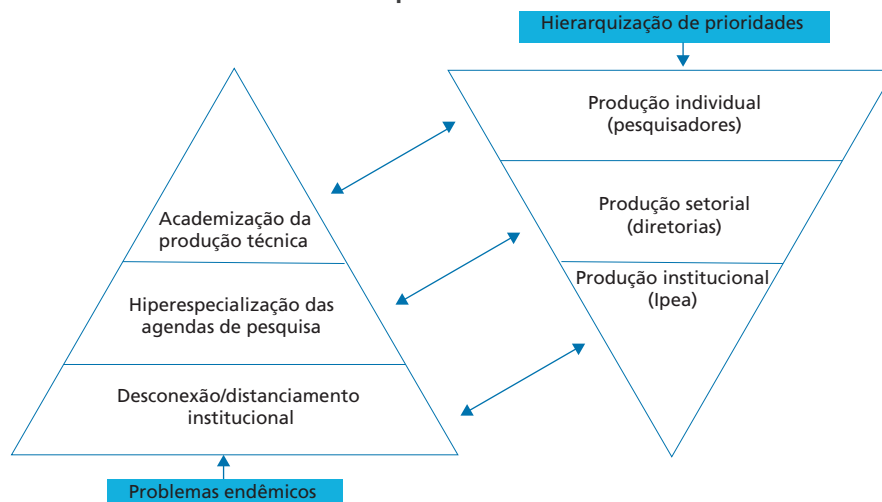 Hierarquização de prioridades
Produção individual
(pesquisadores)
Produção setorial
(diretorias)
Produção institucional
(Ipea)
Academização da
produção técnica
Hiperespecialização das
agendas de pesquisa
Desconexão/distanciamento
institucional
Problemas endêmicos